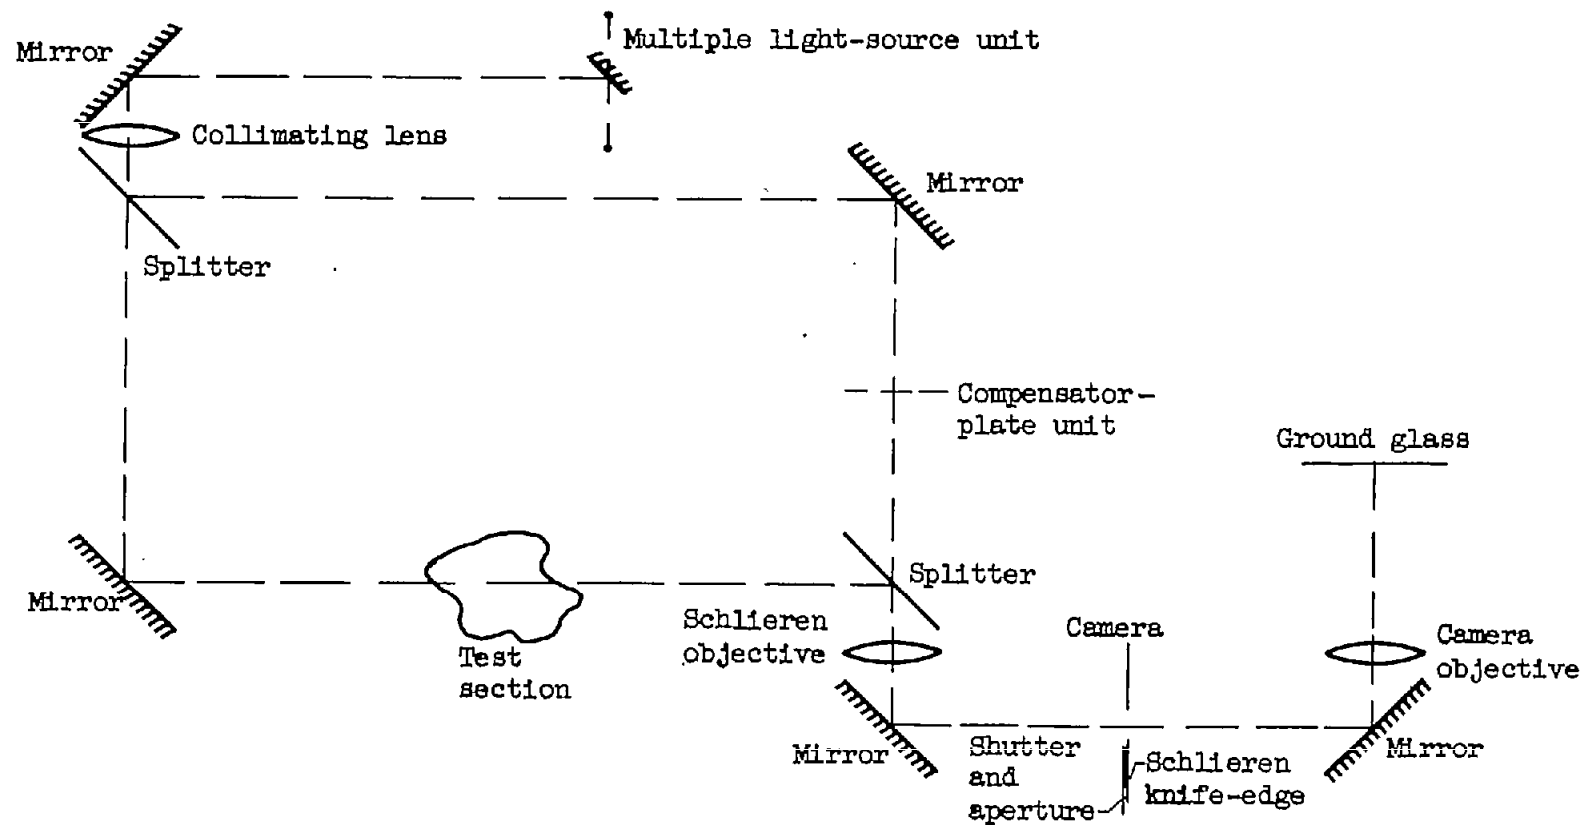 Mirror
Multiple light-source unit
Collimating lens
Mirror
Splitter
Compensator-
plate unit
Ground glass
Mirror
Splitter
Test
section
Schlieren
objective
Camera
Camera
objective
Mirror
Shutter
and
aperture
Schlieren
knife-edge
Mirror